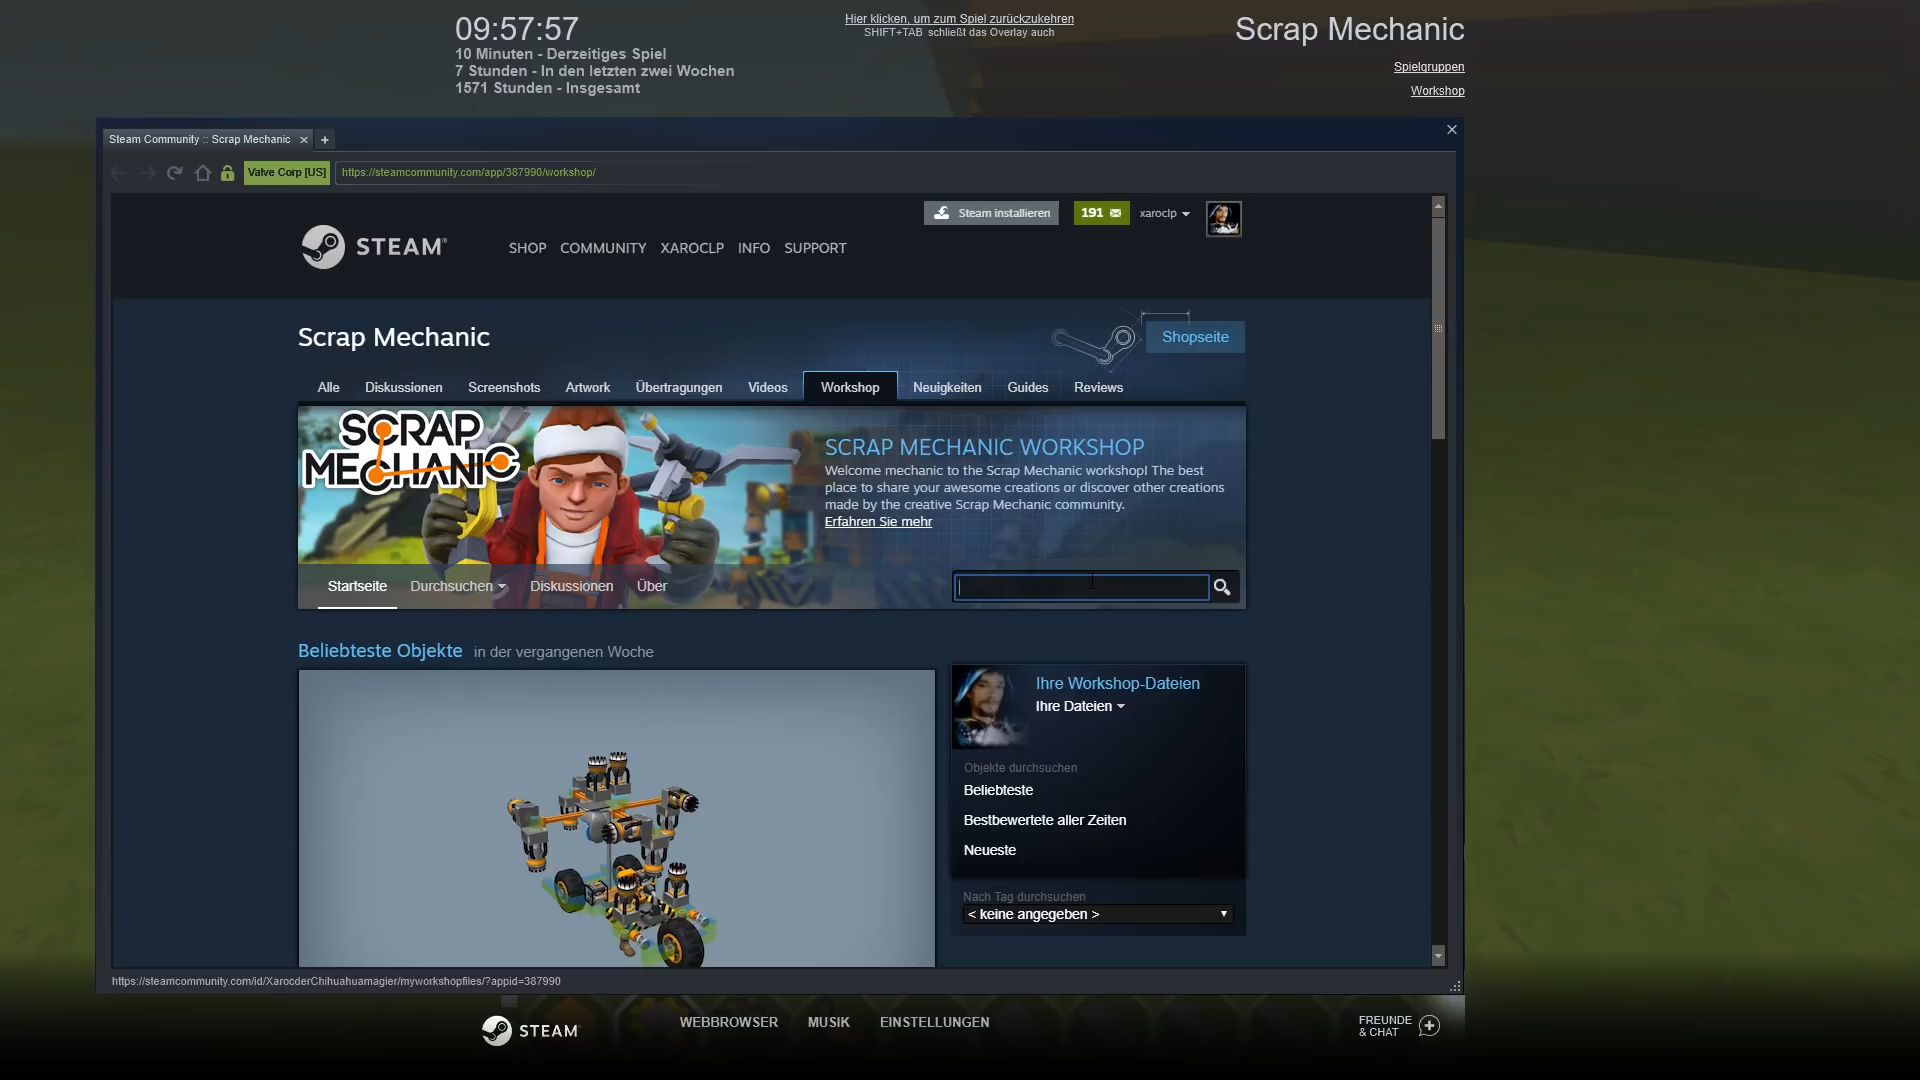 09:57:57
10 Minuten - Derzeitiges Spiel
7 Stunden - In den letzten zwei Wochen
1571 Stunden - Insgesamt
Hier klicken, um zum Spiel zurückzukehren
SHIFT+TAB schließt das Overlay auch
Scrap Mechanic
Spielgruppen
Workshop
Steam Community :: Scrap Mechanic
Valve Corp [US]
https://steamcommunity.com/app/387990/workshop/
Steam installieren
191
xaroclp
STEAM
SHOP COMMUNITY XAROCLP INFO SUPPORT
Scrap Mechanic
Shopseite
Alle Diskussionen Screenshots Artwork Übertragungen Videos Workshop Neuigkeiten Guides Reviews
SCRAP
MECHANIC
SCRAP MECHANIC WORKSHOP
Welcome mechanic to the Scrap Mechanic workshop! The best
place to share your awesome creations or discover other creations
made by the creative Scrap Mechanic community.
Erfahren Sie mehr
Startseite Durchsuchen Diskussionen Über
Beliebteste Objekte in der vergangenen Woche
Ihre Workshop-Dateien
Ihre Dateien
Objekte durchsuchen
Beliebteste
Bestbewertete aller Zeiten
Neueste
Nach Tag durchsuchen
< keine angegeben >
https://steamcommunity.com/id/XarocderChihuahuamagier/myworkshopfiles/?appid=387990
STEAM
WEBBROWSER MUSIK EINSTELLUNGEN
FREUNDE
& CHAT